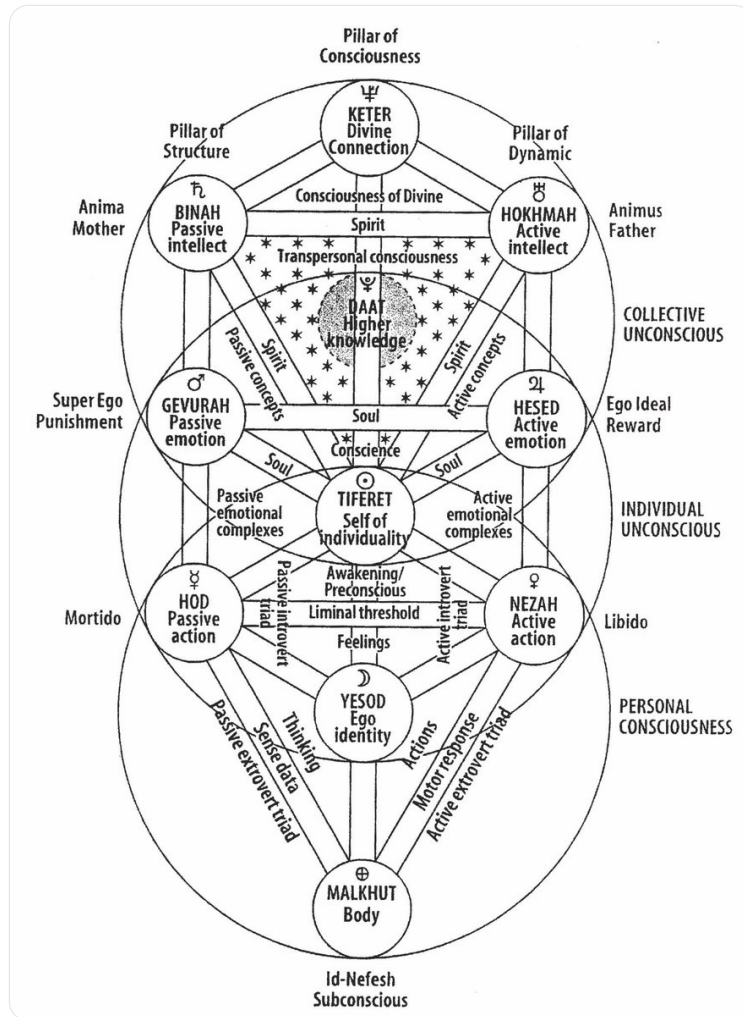 Pillar of
Consciousness
♆
KETER
Divine
Connection
Pillar of
Structure
Pillar of
Dynamic
♄
BINAH
Passive
intellect
Consciousness of Divine
♅
HOKHMAH
Active
intellect
Anima
Mother
Animus
Father
Spirit
Transpersonal consciousness
DAAT
Higher
knowledge
COLLECTIVE
UNCONSCIOUS
Spirit
Passive concepts
Spirit
Active concepts
Super Ego
Punishment
♂
GEVURAH
Passive
emotion
Soul
♃
HESED
Active
emotion
Ego Ideal
Reward
Conscience
Soul
Soul
☉
TIFERET
Self of
individuality
Passive
emotional
complexes
Active
emotional
complexes
INDIVIDUAL
UNCONSCIOUS
Awakening/
Preconscious
Liminal threshold
Feelings
Passive introvert
triad
Active introvert
triad
Mortido
☿
HOD
Passive
action
♀
NEZAH
Active
action
Libido
☽
YESOD
Ego
identity
PERSONAL
CONSCIOUSNESS
Thinking
Sense data
Passive extrovert triad
Actions
Motor response
Active extrovert triad
⊕
MALKHUT
Body
Id-Nefesh
Subconscious